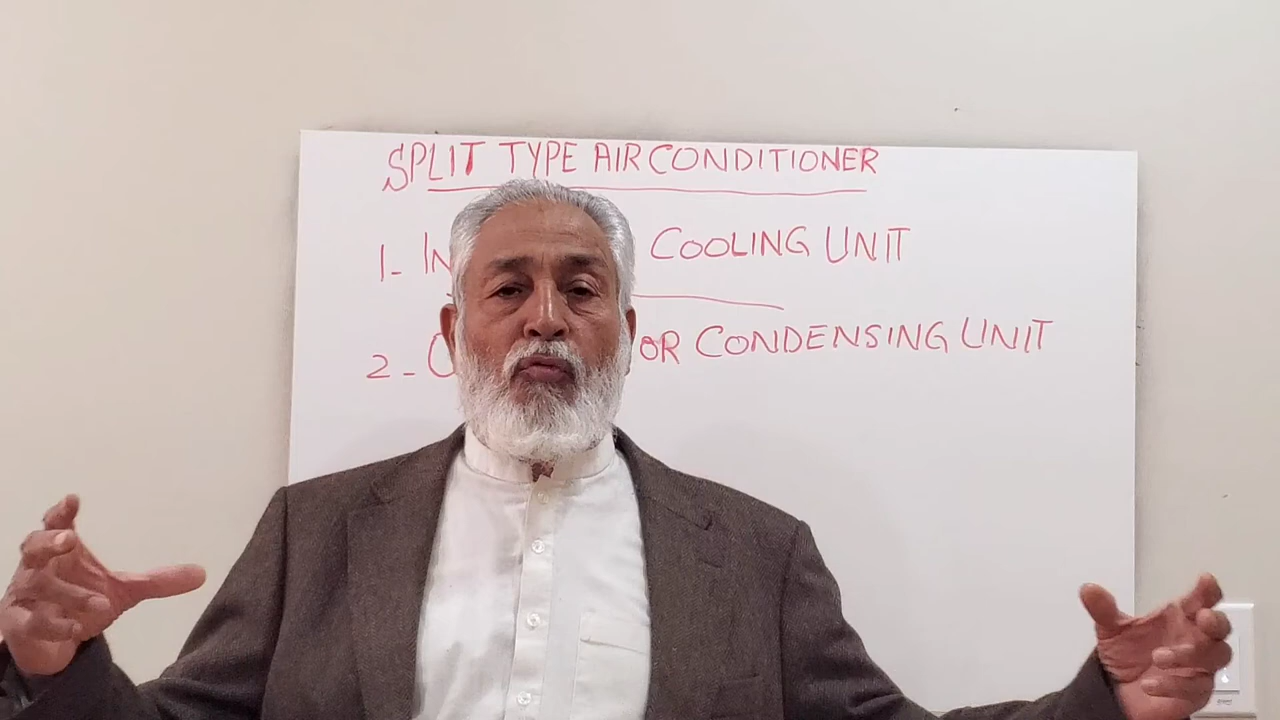 SPLIT TYPE AIR CONDITIONER
1- IN COOLING UNIT
2- O OR CONDENSING UNIT